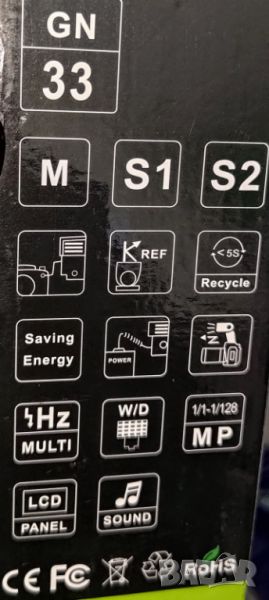 GN
33
M
S1
S2
REF
<5S
Recycle
Saving
Energy
POWER
N
Hz
MULTI
W/D
1/1-1/128
MP
LCD
PANEL
SOUND
CE FC RoHS
bazar